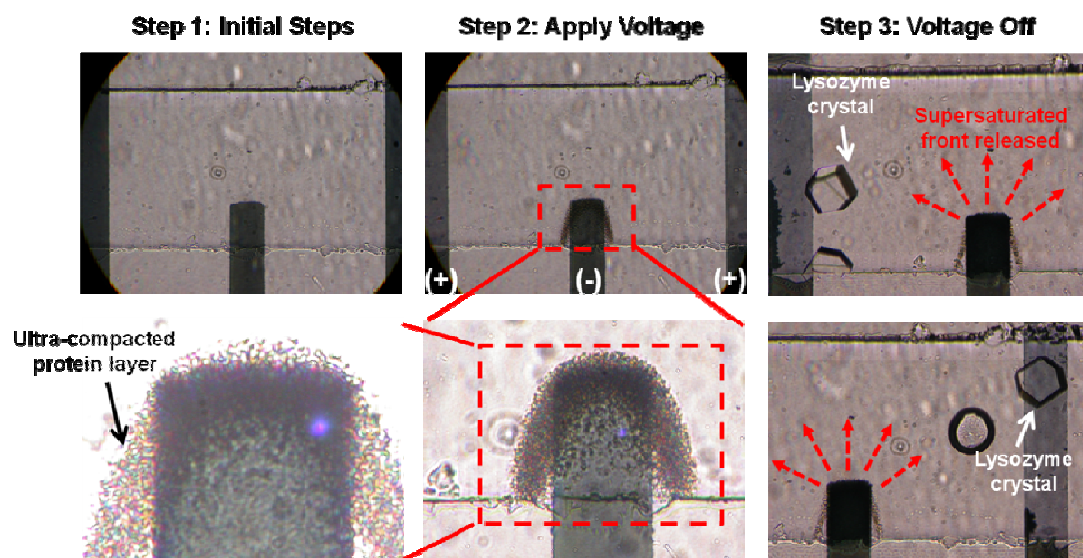 Step 1: Initial Steps
Step 2: Apply Voltage
Step 3: Voltage Off
Lysozyme
crystal
Supersaturated
front released
(+)
(-)
(+)
Ultra-compacted
protein layer
Lysozyme
crystal